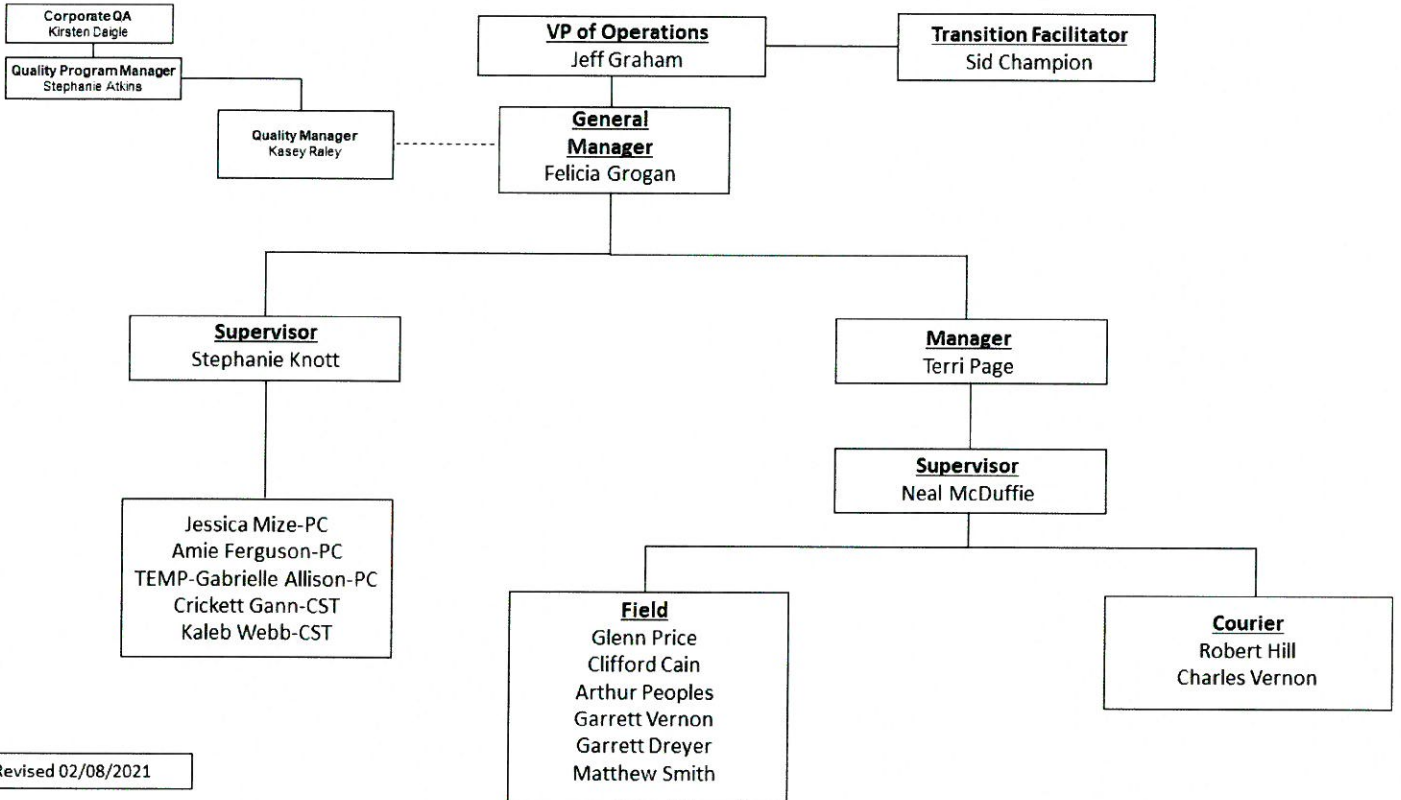 Corporate QA
Kirsten Daigle
Quality Program Manager
Stephanie Atkins
Quality Manager
Kasey Raley
VP of Operations
Jeff Graham
Transition Facilitator
Sid Champion
General
Manager
Felicia Grogan
Supervisor
Stephanie Knott
Manager
Terri Page
Supervisor
Neal McDuffie
Jessica Mize-PC
Amie Ferguson-PC
TEMP-Gabrielle Allison-PC
Crickett Gann-CST
Kaleb Webb-CST
Field
Glenn Price
Clifford Cain
Arthur Peoples
Garrett Vernon
Garrett Dreyer
Matthew Smith
Courier
Robert Hill
Charles Vernon
Revised 02/08/2021